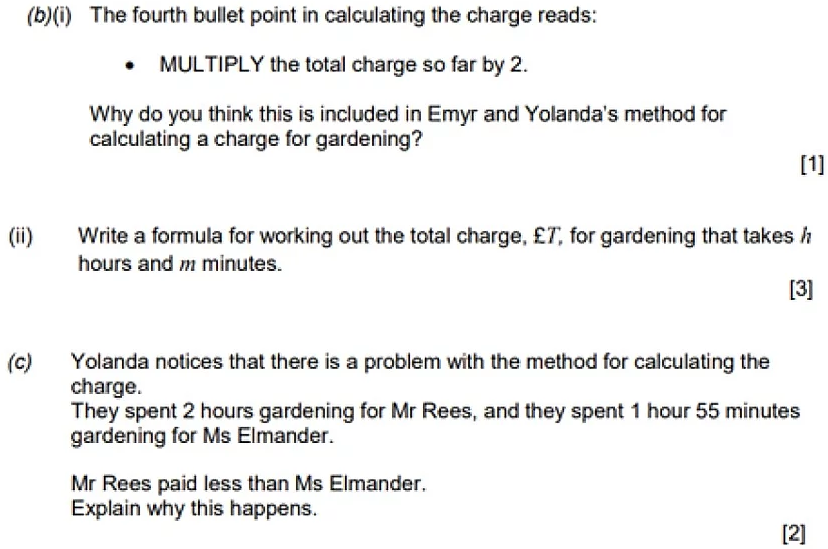 (b)(i) The fourth bullet point in calculating the charge reads:
• MULTIPLY the total charge so far by 2.
Why do you think this is included in Emyr and Yolanda's method for
calculating a charge for gardening?
[1]
(ii) Write a formula for working out the total charge, £T, for gardening that takes h
hours and m minutes.
[3]
(c) Yolanda notices that there is a problem with the method for calculating the
charge.
They spent 2 hours gardening for Mr Rees, and they spent 1 hour 55 minutes
gardening for Ms Elmander.
Mr Rees paid less than Ms Elmander.
Explain why this happens.
[2]